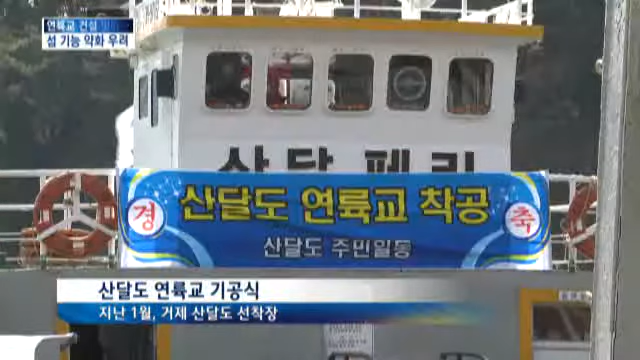 연륙교 건설
섬 기능 약화 우려
산달페리
경 산달도 연륙교 착공 축
산달도 주민일동
산달도 연륙교 기공식
지난 1월, 거제 산달도 선착장